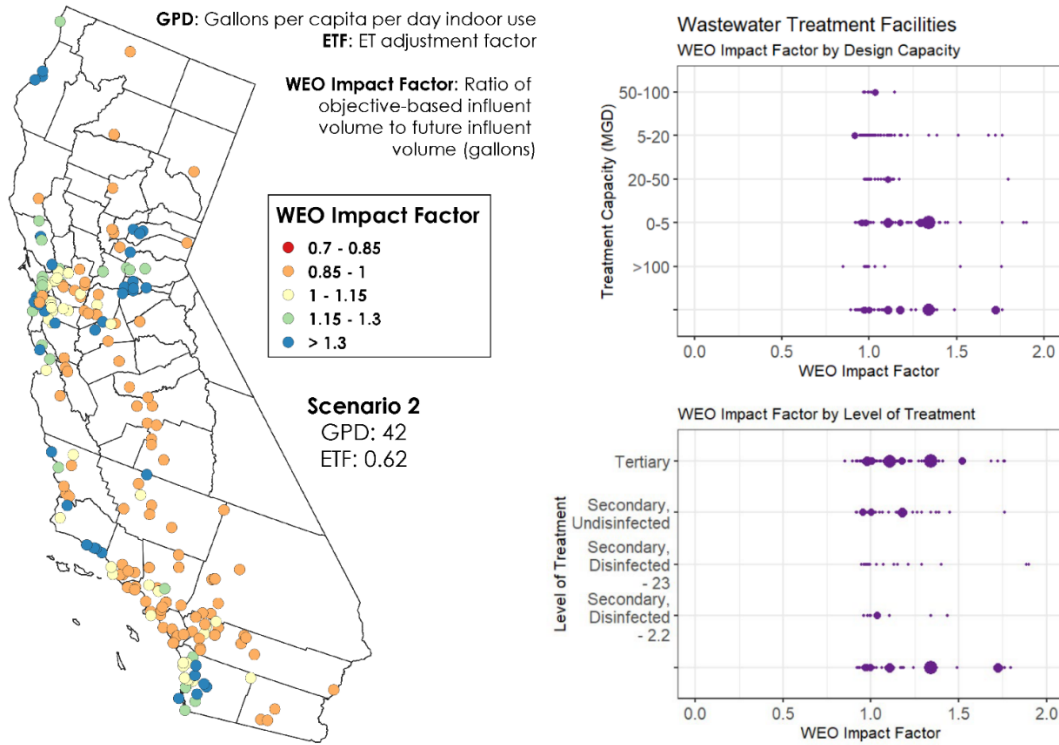 GPD: Gallons per capita per day indoor use
ETF: ET adjustment factor
WEO Impact Factor: Ratio of
objective-based influent
volume to future influent
volume (gallons)
WEO Impact Factor
0.7 - 0.85
0.85 - 1
1 - 1.15
1.15 - 1.3
> 1.3
Scenario 2
GPD: 42
ETF: 0.62
Wastewater Treatment Facilities
WEO Impact Factor by Design Capacity
Treatment Capacity (MGD)
50-100
5-20
20-50
0-5
>100
0.0 0.5 1.0 1.5 2.0
WEO Impact Factor
WEO Impact Factor by Level of Treatment
Level of Treatment
Tertiary
Secondary,
Undisinfected
Secondary,
Disinfected
- 23
Secondary,
Disinfected
- 2.2
0.0 0.5 1.0 1.5 2.0
WEO Impact Factor